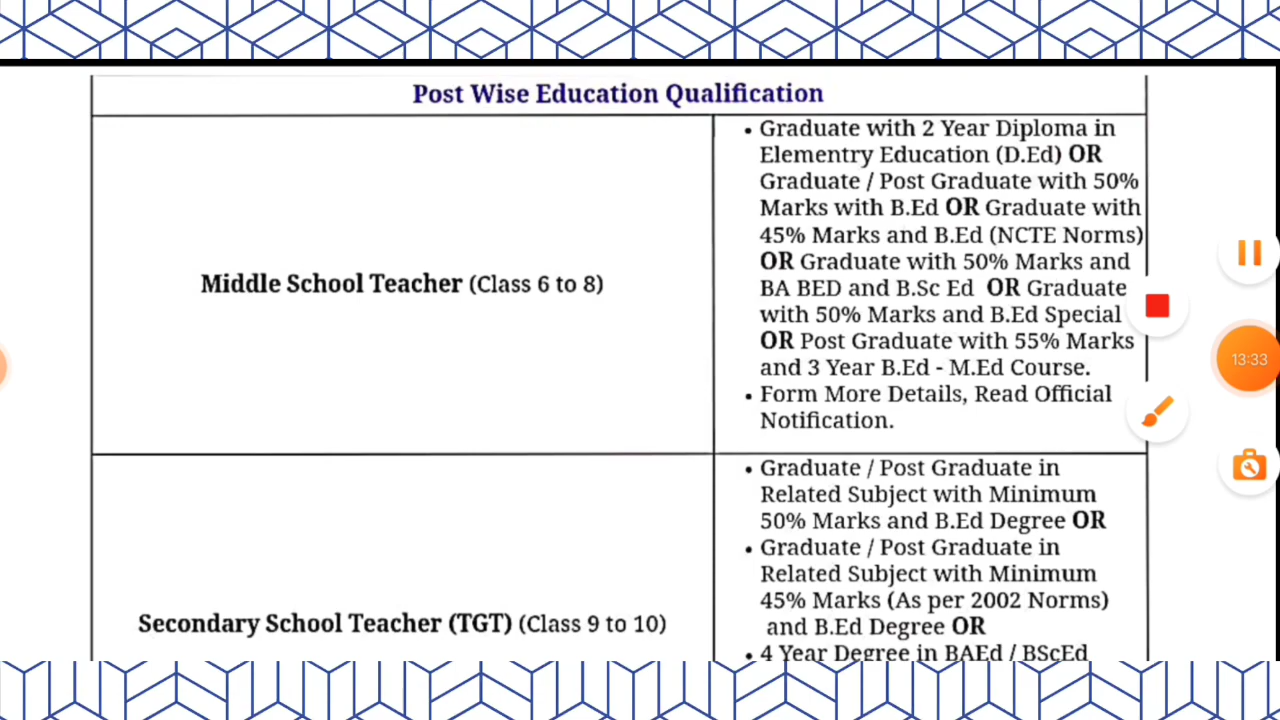 Post Wise Education Qualification
Middle School Teacher (Class 6 to 8)
• Graduate with 2 Year Diploma in
Elementry Education (D.Ed) OR
Graduate / Post Graduate with 50%
Marks with B.Ed OR Graduate with
45% Marks and B.Ed (NCTE Norms)
OR Graduate with 50% Marks and
BA BED and B.Sc Ed OR Graduate
with 50% Marks and B.Ed Special
OR Post Graduate with 55% Marks
and 3 Year B.Ed - M.Ed Course.
• Form More Details, Read Official
Notification.
Secondary School Teacher (TGT) (Class 9 to 10)
• Graduate / Post Graduate in
Related Subject with Minimum
50% Marks and B.Ed Degree OR
• Graduate / Post Graduate in
Related Subject with Minimum
45% Marks (As per 2002 Norms)
and B.Ed Degree OR
• 4 Year Degree in BAEd / BScEd
13:33